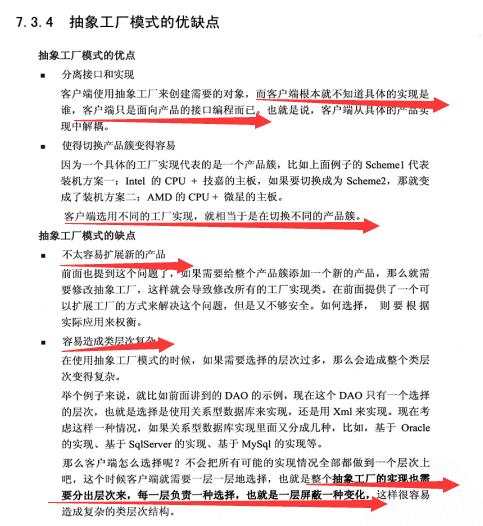 7.3.4 抽象工厂模式的优缺点
抽象工厂模式的优点
■ 分离接口和实现
客户端使用抽象工厂来创建需要的对象，而客户端根本就不知道具体的实现是
谁，客户端只是面向产品的接口编程而已。也就是说，客户端从具体的产品实
现中解耦。
■ 使得切换产品簇变得容易
因为一个具体的工厂实现代表的是一个产品簇，比如上面例子的 Scheme1 代表
装机方案一：Intel 的 CPU + 技嘉的主板，如果要切换成为 Scheme2，那就变
成了装机方案二：AMD 的 CPU + 微星的主板。
客户端选用不同的工厂实现，就相当于是在切换不同的产品簇。
抽象工厂模式的缺点
■ 不太容易扩展新的产品
前面也提到这个问题了，如果需要给整个产品簇添加一个新的产品，那么就需
要修改抽象工厂，这样就会导致修改所有的工厂实现类。在前面提供了一个可
以扩展工厂的方式来解决这个问题，但是又不够安全。如何选择， 则 要 根 据
实际应用来权衡。
■ 容易造成类层次复杂
在使用抽象工厂模式的时候，如果需要选择的层次过多，那么会造成整个类层
次变得复杂。
举个例子来说，就比如前面讲到的 DAO 的示例，现在这个 DAO 只有一个选择
的层次，也就是选择是使用关系型数据库来实现，还是用 Xml 来实现。现在考
虑这样一种情况，如果关系型数据库实现里面又分成几种，比如，基于 Oracle
的实现、基于 SqlServer 的实现、基于 MySql 的实现等。
那么客户端怎么选择呢？不会把所有可能的实现情况全部都做到一个层次上
吧，这个时候客户端就需要一层一层地选择，也就是整个抽象工厂的实现也需
要分出层次来，每一层负责一种选择，也就是一层屏蔽一种变化，这样很容易
造成复杂的类层次结构。